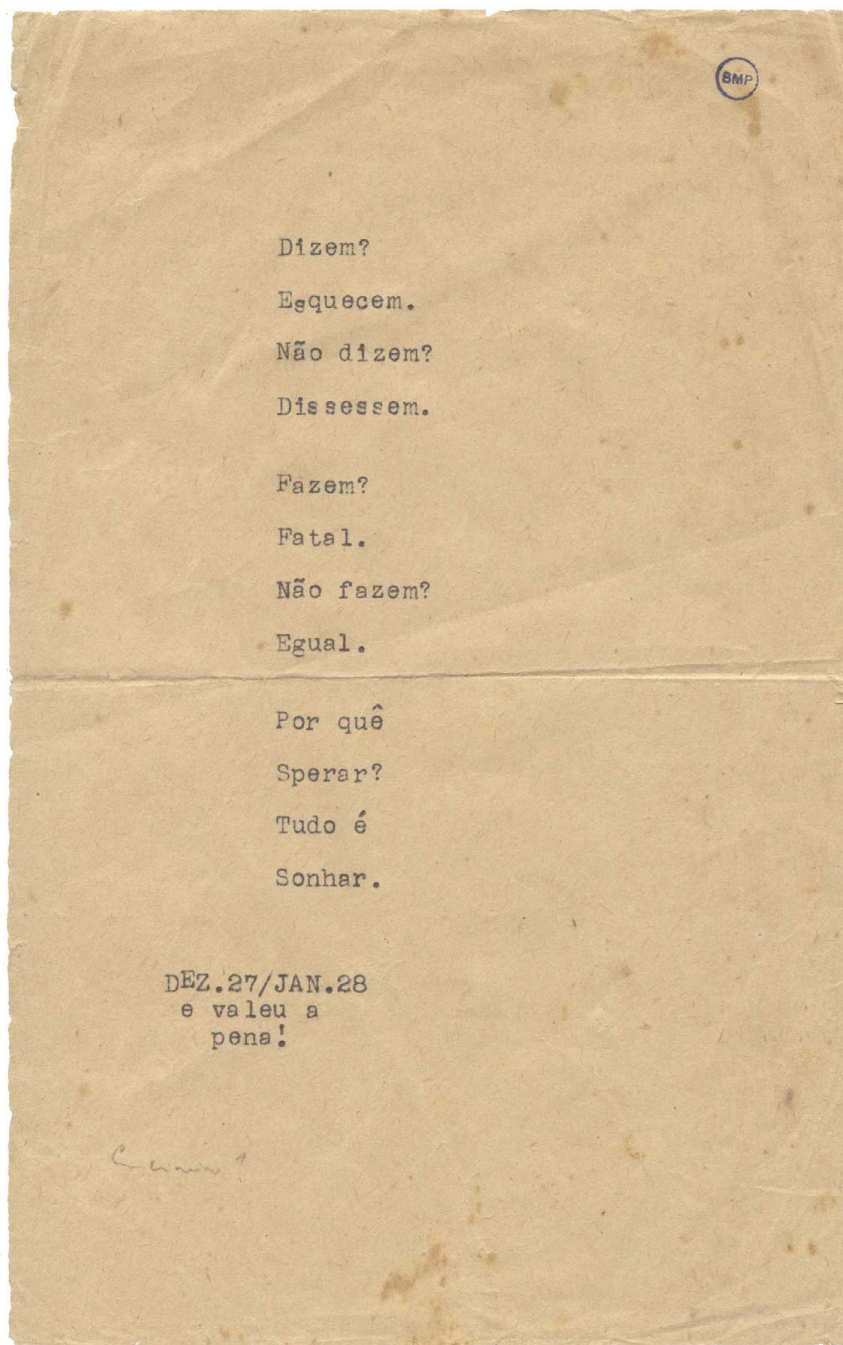 BMP
Dizem?
Esquecem.
Não dizem?
Dissessem.
Fazem?
Fatal.
Não fazem?
Egual.
Por quê
Sperar?
Tudo é
Sonhar.
DEZ.27/JAN.28
e valeu a
pena!